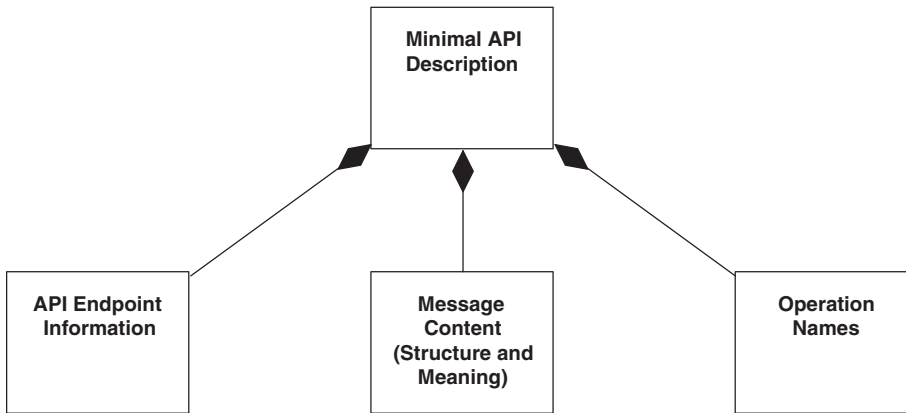 Minimal API
Description
API Endpoint
Information
Message
Content
(Structure and
Meaning)
Operation
Names